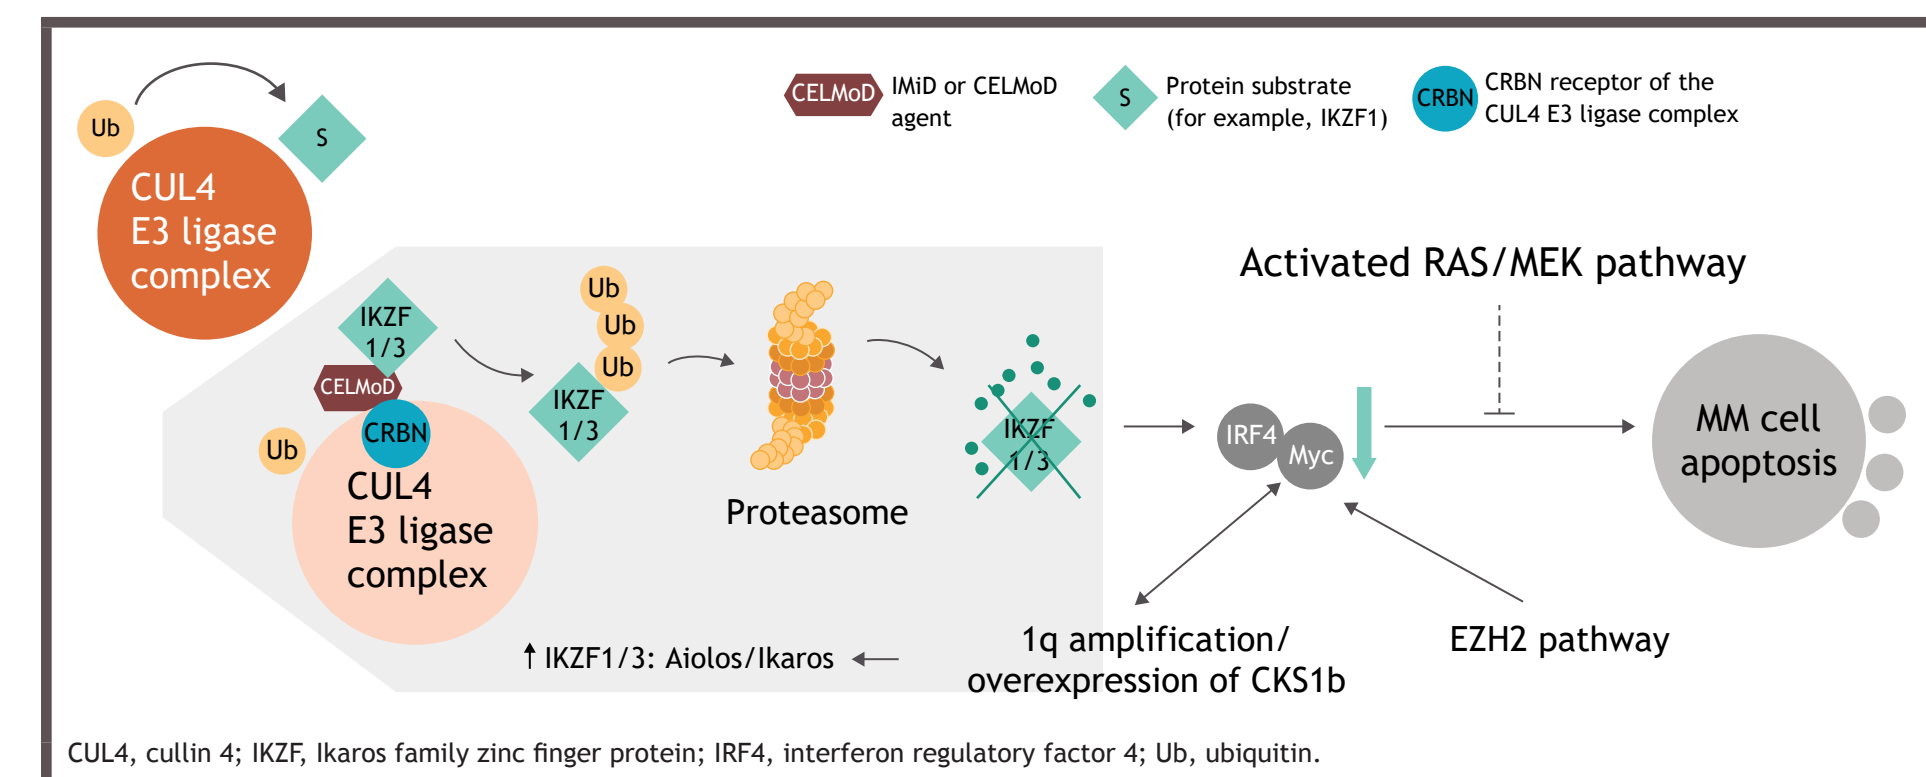 Ub
S
CUL4
E3 ligase
complex
CELMoD
IMiD or CELMoD
agent
S
Protein substrate
(for example, IKZF1)
CRBN
CRBN receptor of the
CUL4 E3 ligase complex
IKZF
1/3
CELMoD
CRBN
Ub
CUL4
E3 ligase
complex
Ub
Ub
Ub
IKZF
1/3
Proteasome
IKZF
1/3
↑ IKZF1/3: Aiolos/Ikaros
Activated RAS/MEK pathway
IRF4
Myc
MM cell
apoptosis
1q amplification/
overexpression of CKS1b
EZH2 pathway
CUL4, cullin 4; IKZF, Ikaros family zinc finger protein; IRF4, interferon regulatory factor 4; Ub, ubiquitin.